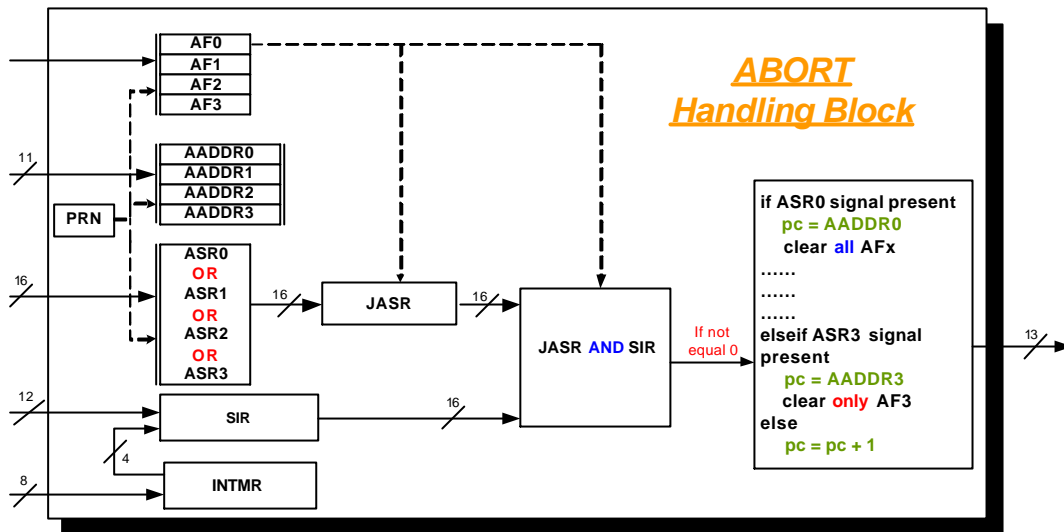 ABORT
Handling Block
AF0
AF1
AF2
AF3
11
AADDR0
AADDR1
AADDR2
AADDR3
PRN
16
ASR0
OR
ASR1
OR
ASR2
OR
ASR3
16
JASR
16
JASR AND SIR
If not
equal 0
if ASR0 signal present
pc = AADDR0
clear all AFx
......
......
......
elseif ASR3 signal
present
pc = AADDR3
clear only AF3
else
pc = pc + 1
13
12
SIR
16
4
8
INTMR